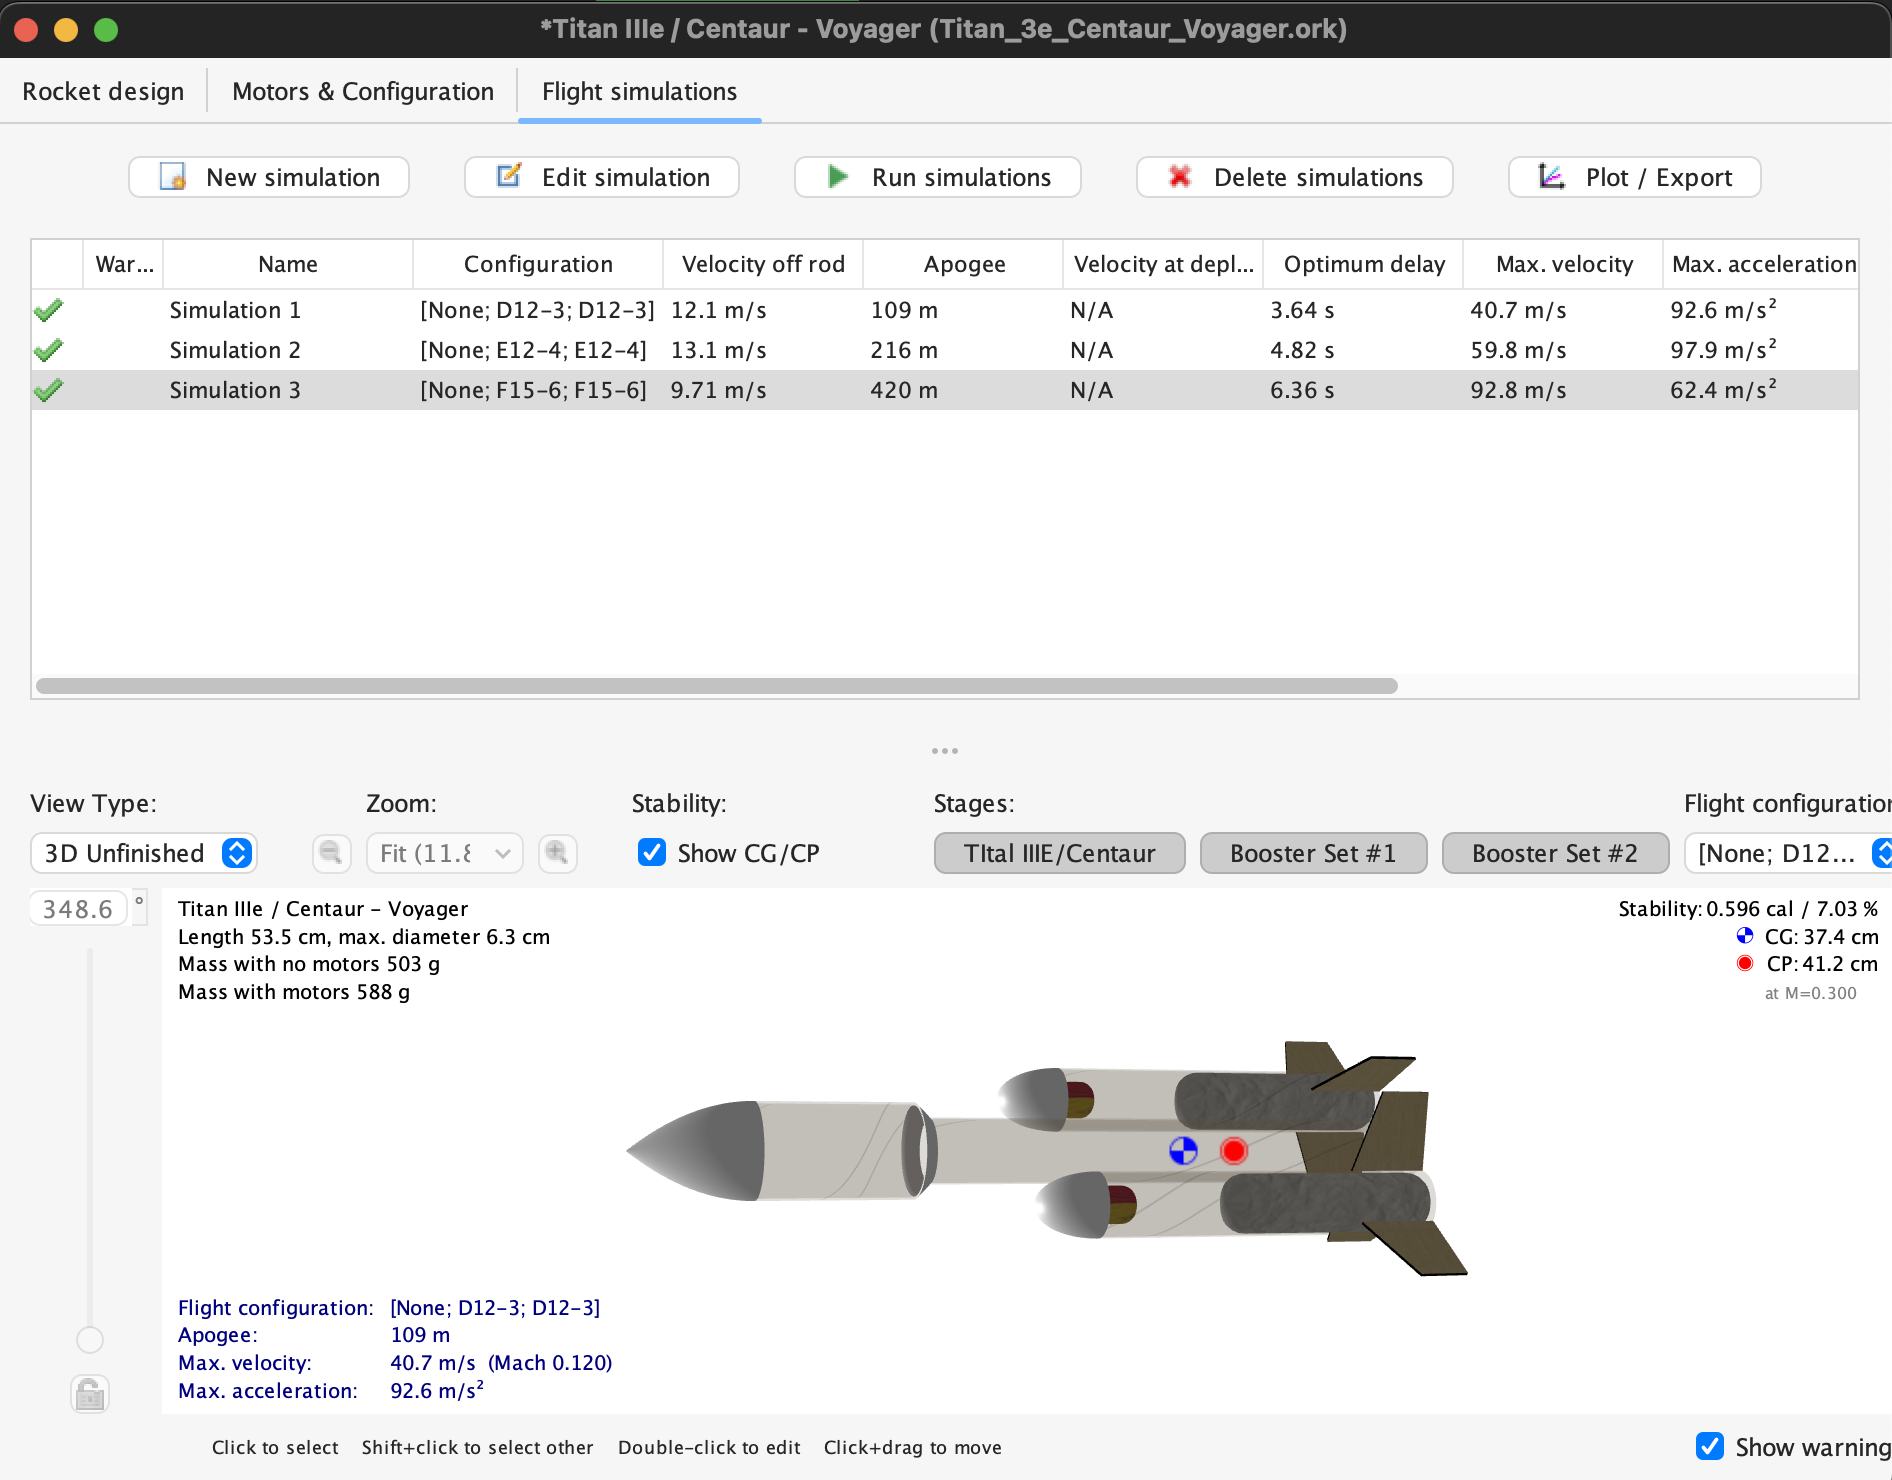 *Titan IIIe / Centaur - Voyager (Titan_3e_Centaur_Voyager.ork)
Rocket design Motors & Configuration Flight simulations
New simulation Edit simulation Run simulations Delete simulations Plot / Export
War... Name Configuration Velocity off rod Apogee Velocity at depl... Optimum delay Max. velocity Max. acceleration
Simulation 1 [None; D12-3; D12-3] 12.1 m/s 109 m N/A 3.64 s 40.7 m/s 92.6 m/s²
Simulation 2 [None; E12-4; E12-4] 13.1 m/s 216 m N/A 4.82 s 59.8 m/s 97.9 m/s²
Simulation 3 [None; F15-6; F15-6] 9.71 m/s 420 m N/A 6.36 s 92.8 m/s 62.4 m/s²
View Type: Zoom: Stability: Stages: Flight configuration
3D Unfinished Fit (11.8 Show CG/CP TItal IIIE/Centaur Booster Set #1 Booster Set #2 [None; D12...
348.6 °
Titan IIIe / Centaur - Voyager
Length 53.5 cm, max. diameter 6.3 cm
Mass with no motors 503 g
Mass with motors 588 g
Stability: 0.596 cal / 7.03 %
CG: 37.4 cm
CP: 41.2 cm
at M=0.300
Flight configuration: [None; D12-3; D12-3]
Apogee: 109 m
Max. velocity: 40.7 m/s (Mach 0.120)
Max. acceleration: 92.6 m/s²
Click to select Shift+click to select other Double-click to edit Click+drag to move
Show warning